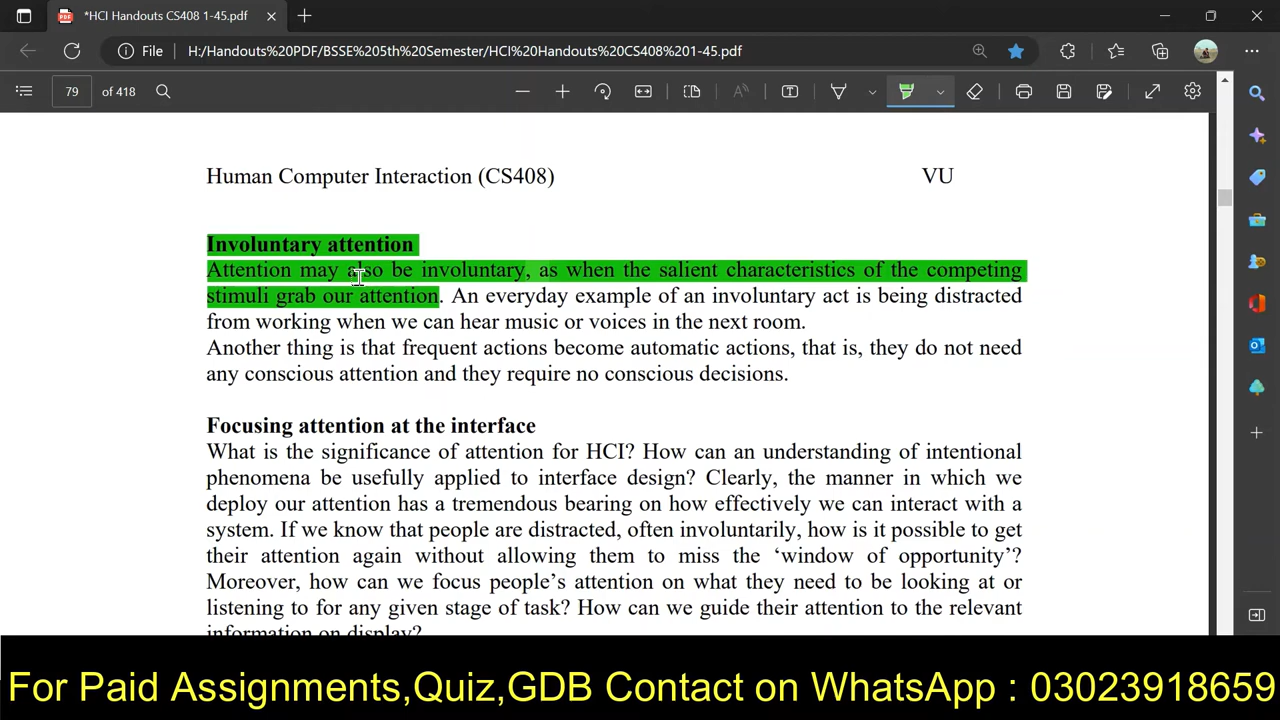 *HCI Handouts CS408 1-45.pdf
File H:/Handouts%20PDF/BSSE%205th%20Semester/HCI%20Handouts%20CS408%201-45.pdf
79 of 418
Human Computer Interaction (CS408) VU
Involuntary attention
Attention may also be involuntary, as when the salient characteristics of the competing
stimuli grab our attention. An everyday example of an involuntary act is being distracted
from working when we can hear music or voices in the next room.
Another thing is that frequent actions become automatic actions, that is, they do not need
any conscious attention and they require no conscious decisions.
Focusing attention at the interface
What is the significance of attention for HCI? How can an understanding of intentional
phenomena be usefully applied to interface design? Clearly, the manner in which we
deploy our attention has a tremendous bearing on how effectively we can interact with a
system. If we know that people are distracted, often involuntarily, how is it possible to get
their attention again without allowing them to miss the ‘window of opportunity’?
Moreover, how can we focus people’s attention on what they need to be looking at or
listening to for any given stage of task? How can we guide their attention to the relevant
information on display?
For Paid Assignments,Quiz,GDB Contact on WhatsApp : 03023918659